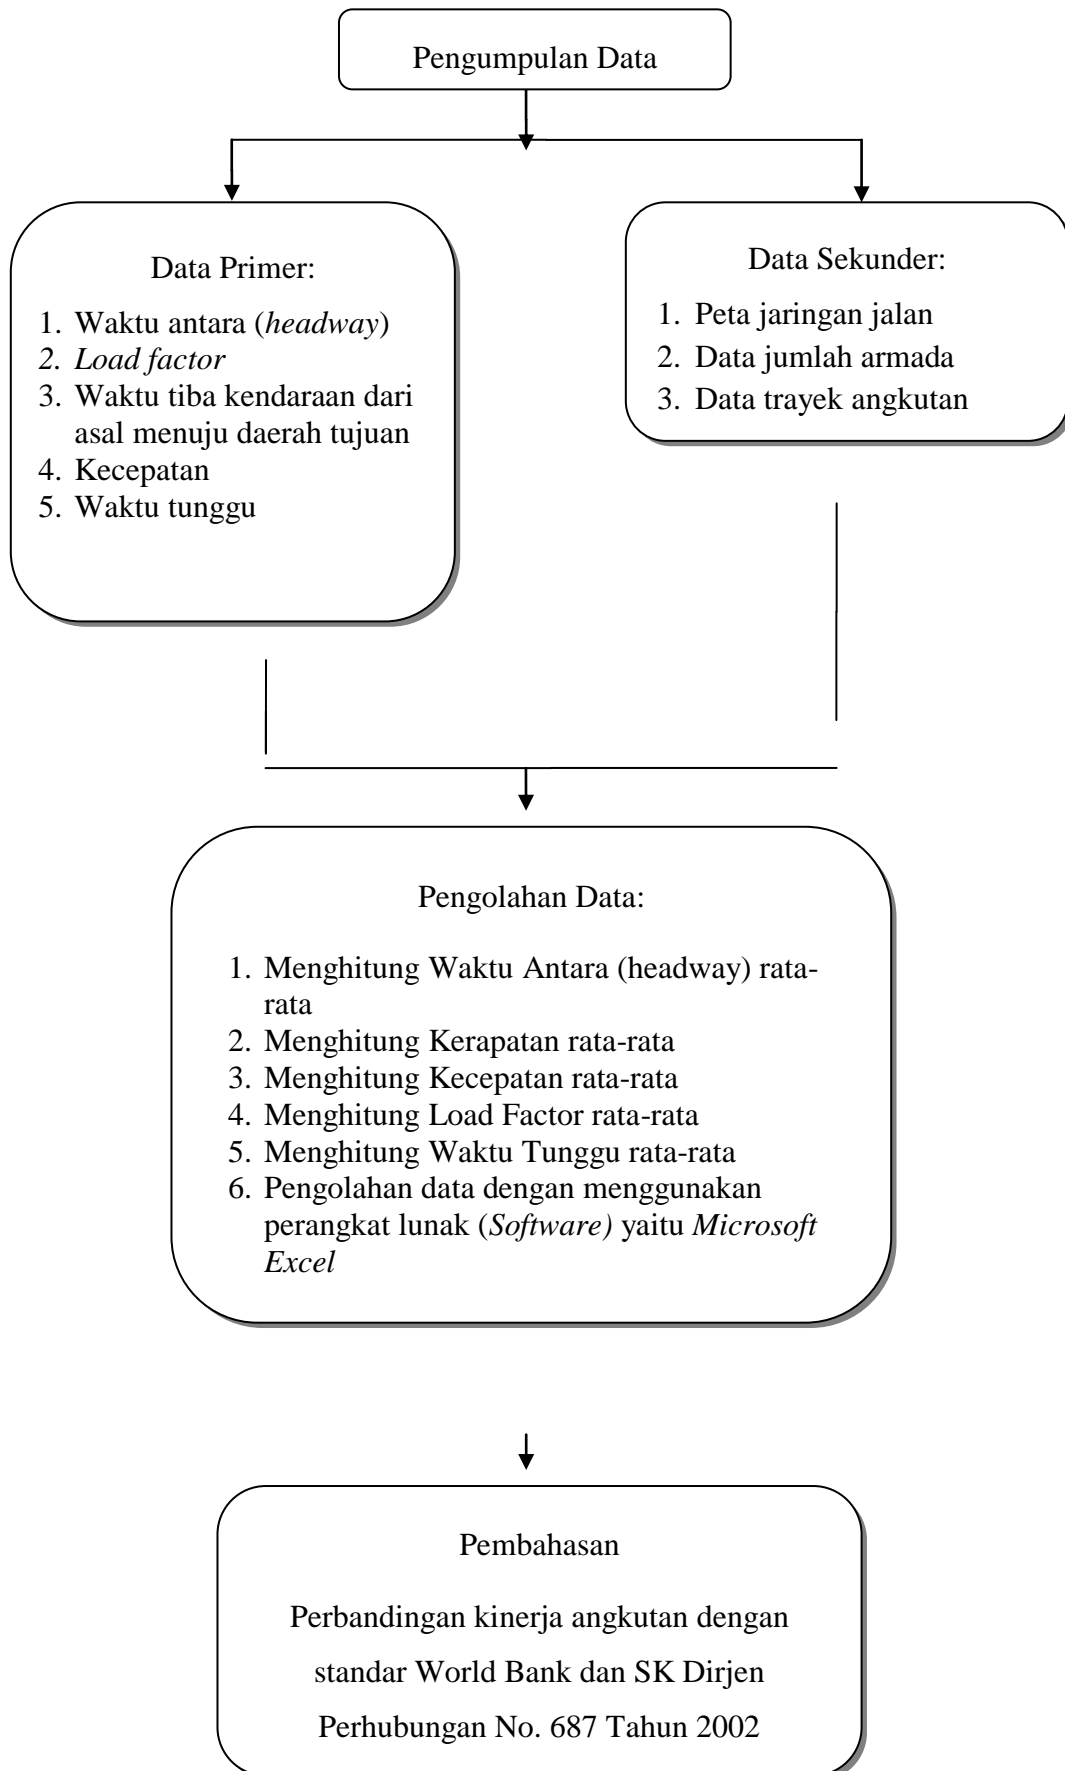 Pengumpulan Data
Data Primer:
1. Waktu antara (headway)
2. Load factor
3. Waktu tiba kendaraan dari
asal menuju daerah tujuan
4. Kecepatan
5. Waktu tunggu
Data Sekunder:
1. Peta jaringan jalan
2. Data jumlah armada
3. Data trayek angkutan
Pengolahan Data:
1. Menghitung Waktu Antara (headway) rata-
rata
2. Menghitung Kerapatan rata-rata
3. Menghitung Kecepatan rata-rata
4. Menghitung Load Factor rata-rata
5. Menghitung Waktu Tunggu rata-rata
6. Pengolahan data dengan menggunakan
perangkat lunak (Software) yaitu Microsoft
Excel
Pembahasan
Perbandingan kinerja angkutan dengan
standar World Bank dan SK Dirjen
Perhubungan No. 687 Tahun 2002